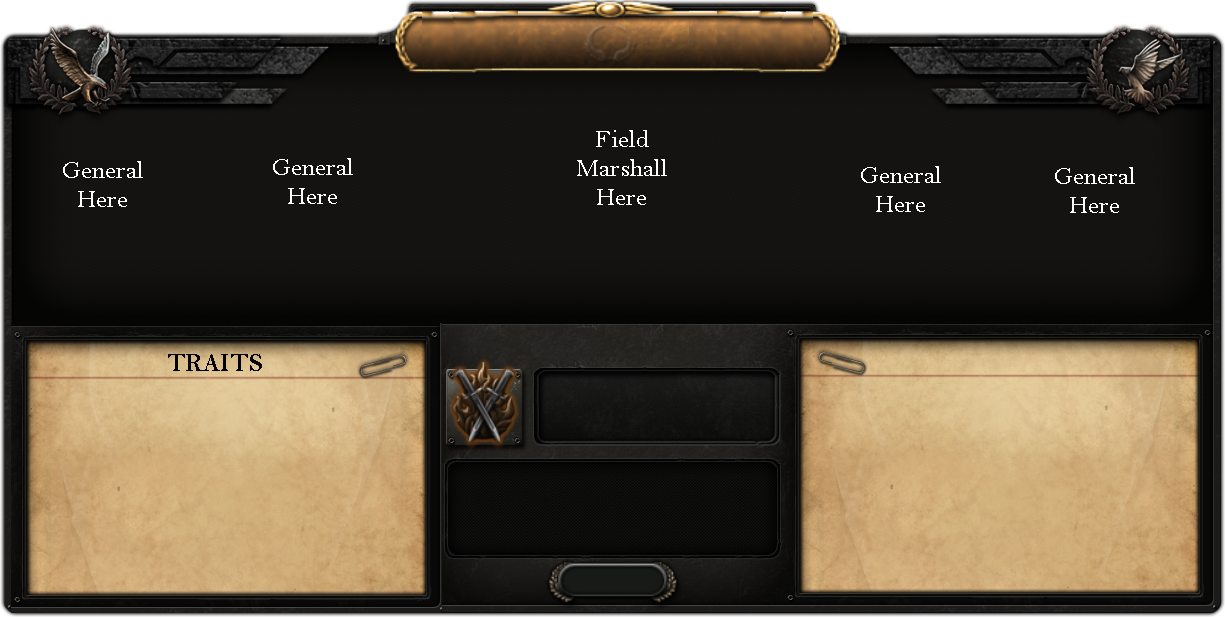 Field
Marshall
Here
General
Here
General
Here
General
Here
General
Here
TRAITS